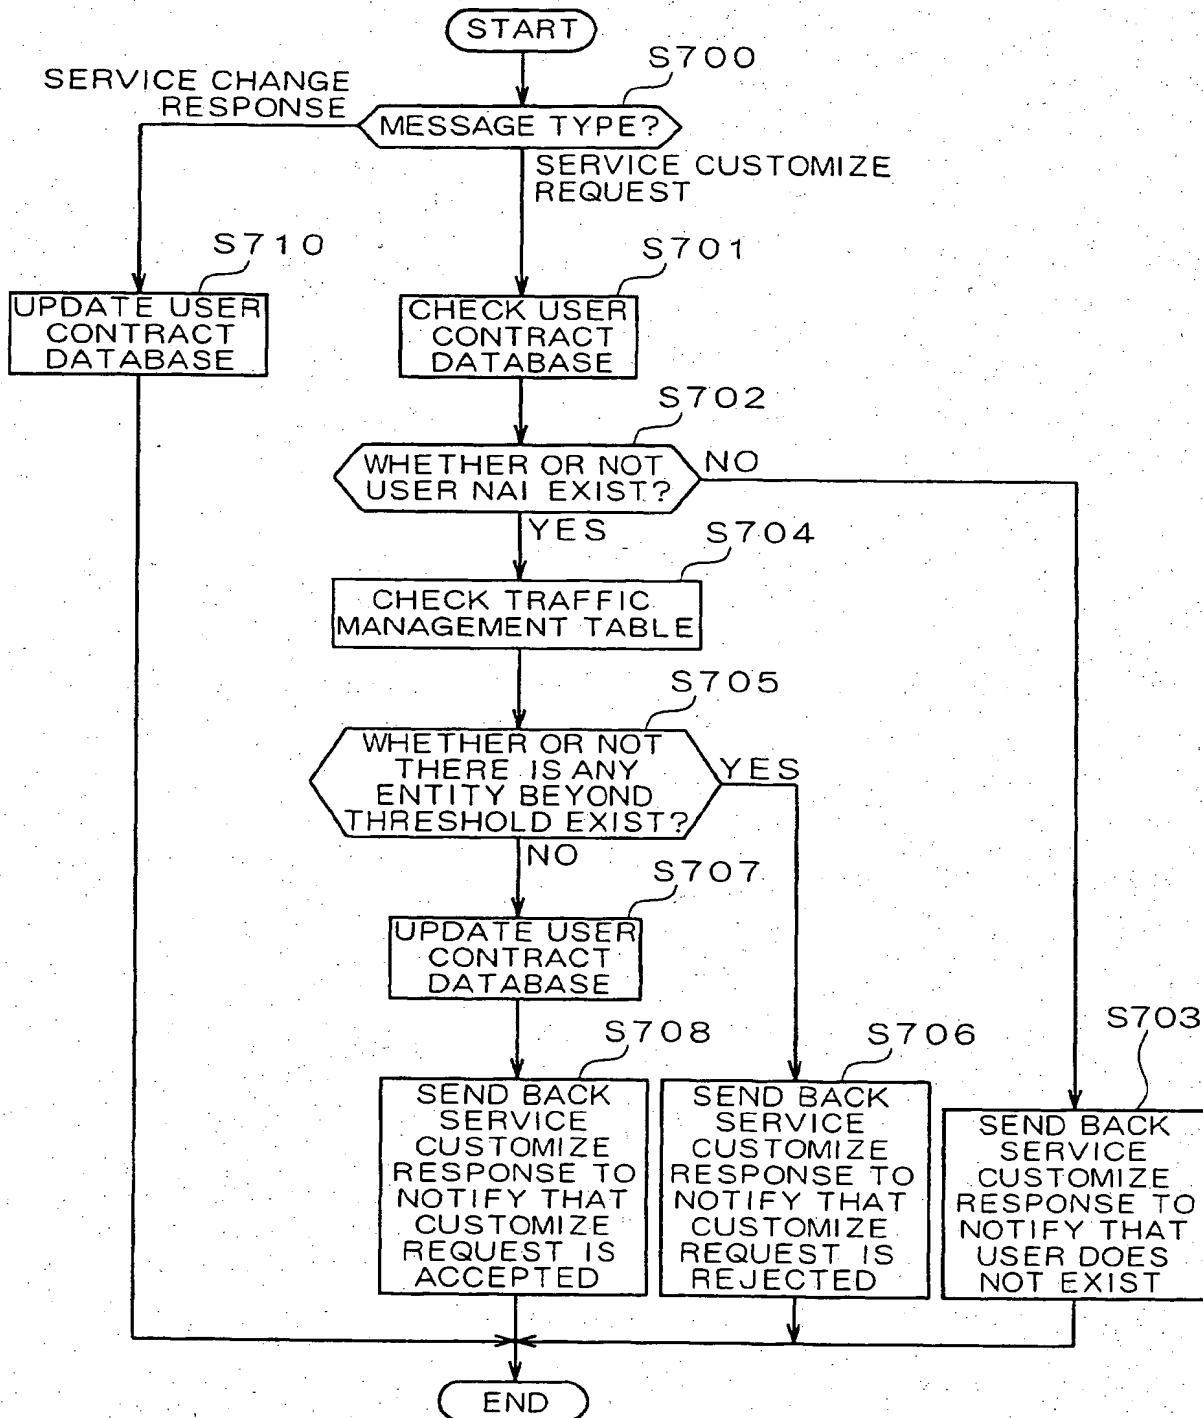 START
S700
SERVICE CHANGE
RESPONSE
MESSAGE TYPE?
SERVICE CUSTOMIZE
REQUEST
S710
UPDATE USER
CONTRACT
DATABASE
S701
CHECK USER
CONTRACT
DATABASE
S702
WHETHER OR NOT
USER NAI EXIST?
NO
YES
S704
CHECK TRAFFIC
MANAGEMENT TABLE
S705
WHETHER OR NOT
THERE IS ANY
ENTITY BEYOND
THRESHOLD EXIST?
YES
NO
S707
UPDATE USER
CONTRACT
DATABASE
S708
SEND BACK
SERVICE
CUSTOMIZE
RESPONSE TO
NOTIFY THAT
CUSTOMIZE
REQUEST IS
ACCEPTED
S706
SEND BACK
SERVICE
CUSTOMIZE
RESPONSE TO
NOTIFY THAT
CUSTOMIZE
REQUEST IS
REJECTED
S703
SEND BACK
SERVICE
CUSTOMIZE
RESPONSE TO
NOTIFY THAT
USER DOES
NOT EXIST
END